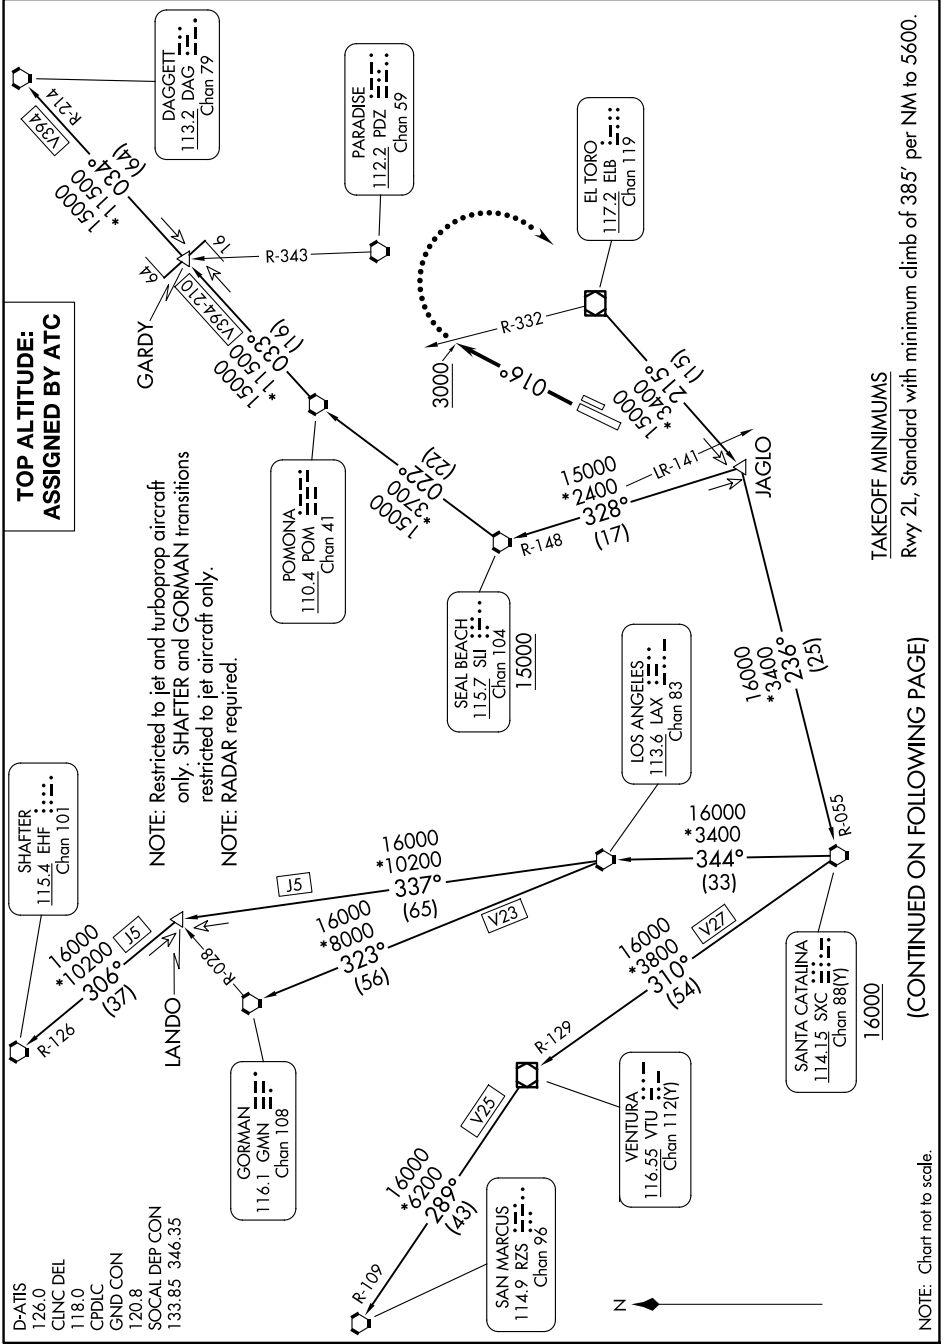 D-ATIS
126.0
CLNC DEL
118.0
CPDLC
GND CON
120.8
SOCAL DEP CON
133.85 346.35
SHAFTER
115.4 EHF
Chan 101
R-126
16000
*10200
306°
(37)
J5
LANDO
R-028
GORMAN
116.1 GMN
Chan 108
TOP ALTITUDE:
ASSIGNED BY ATC
NOTE: Restricted to jet and turboprop aircraft
only. SHAFTER and GORMAN transitions
restricted to jet aircraft only.
NOTE: RADAR required.
DAGGETT
113.2 DAG
Chan 79
R-214
V394
15000
*11500
034°
(64)
64
16
GARDY
V394-210
15000
*11500
033°
(16)
R-343
PARADISE
112.2 PDZ
Chan 59
POMONA
110.4 POM
Chan 41
15000
*3700
022°
(22)
SEAL BEACH
115.7 SLI
Chan 104
15000
R-148
15000
*2400
328°
(17)
LR-141
3000
016°
R-332
EL TORO
117.2 ELB
Chan 119
15000
*3400
215°
(15)
JAGLO
16000
*3400
236°
(25)
R-055
LOS ANGELES
113.6 LAX
Chan 83
16000
*10200
337°
(65)
J5
16000
*8000
323°
(56)
V23
16000
*3400
344°
(33)
16000
*3800
310°
(54)
V27
R-129
SANTA CATALINA
114.15 SXC
Chan 88(Y)
16000
VENTURA
116.55 VTU
Chan 112(Y)
V25
16000
*6200
289°
(43)
R-109
SAN MARCUS
114.9 RZS
Chan 96
N
TAKEOFF MINIMUMS
Rwy 2L, Standard with minimum climb of 385' per NM to 5600.
(CONTINUED ON FOLLOWING PAGE)
NOTE: Chart not to scale.